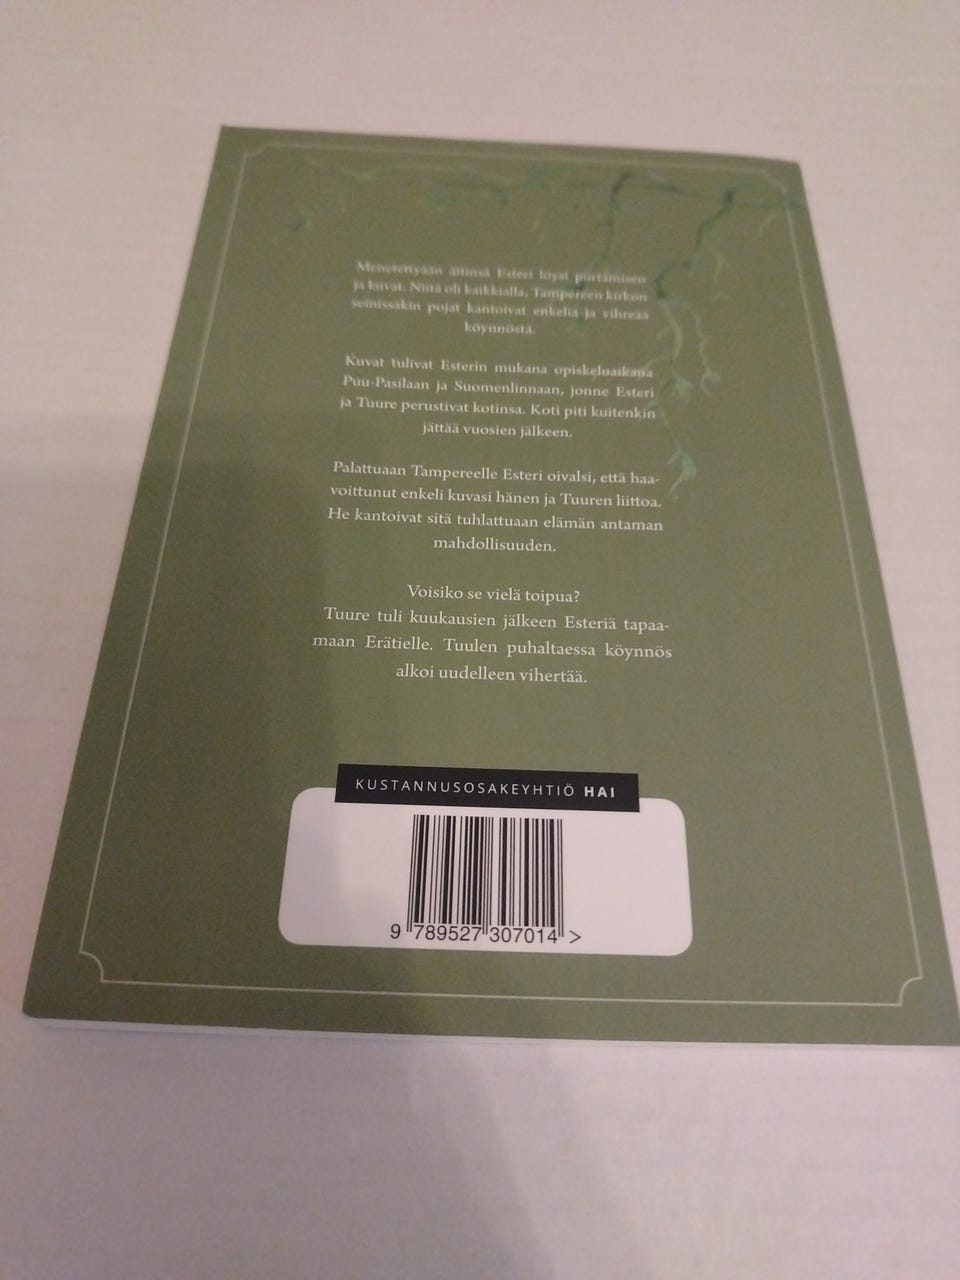 Menetettyään äitinsä Esteri löysi piirtämisen
ja kuvat. Niitä oli kaikkialla, Tampereen kirkon
seinissäkin pojat kantoivat enkeliä ja vihreää
köynnöstä.
Kuvat tulivat Esterin mukana opiskeluaikana
Puu-Pasilaan ja Suomenlinnaan, jonne Esteri
ja Tuure perustivat kotinsa. Koti piti kuitenkin
jättää vuosien jälkeen.
Palattuaan Tampereelle Esteri oivalsi, että haa-
voittunut enkeli kuvasi hänen ja Tuuren liittoa.
He kantoivat sitä tuhlattuaan elämän antaman
mahdollisuuden.
Voisiko se vielä toipua?
Tuure tuli kuukausien jälkeen Esteriä tapaa-
maan Erätielle. Tuulen puhaltaessa köynnös
alkoi uudelleen vihertää.
KUSTANNUSOSAKEYHTIÖ HAI
9 789527 307014 >